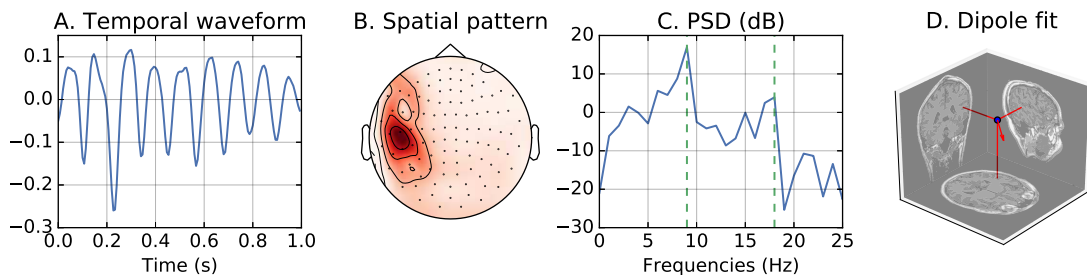 A. Temporal waveform
B. Spatial pattern
C. PSD (dB)
D. Dipole fit
0.1
0.0
−0.1
−0.2
−0.3
0.0 0.2 0.4 0.6 0.8 1.0
Time (s)
20
10
0
−10
−20
−30
0 5 10 15 20 25
Frequencies (Hz)